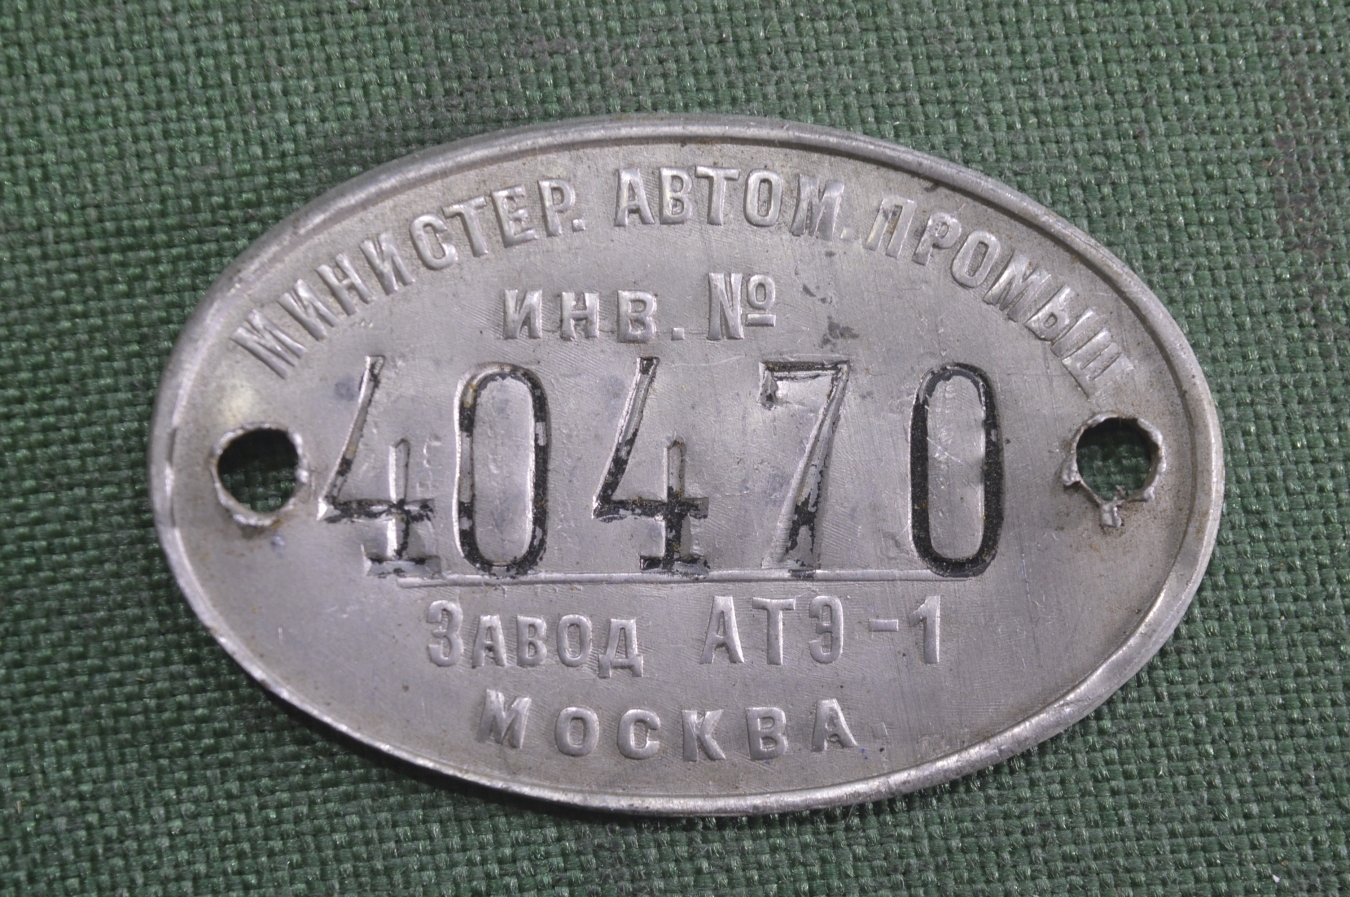 МИНИСТЕР. АВТОМ. ПРОМЫШ
ИНВ. №
40470
ЗАВОД АТЭ-1
МОСКВА